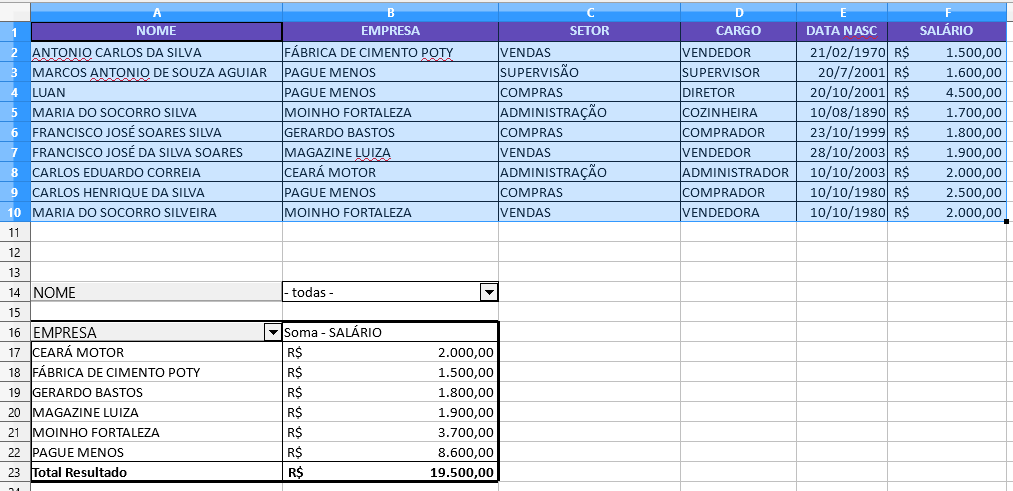 A B C D E F
1 NOME EMPRESA SETOR CARGO DATA NASC SALÁRIO
2 ANTONIO CARLOS DA SILVA FÁBRICA DE CIMENTO POTY VENDAS VENDEDOR 21/02/1970 R$ 1.500,00
3 MARCOS ANTONIO DE SOUZA AGUIAR PAGUE MENOS SUPERVISÃO SUPERVISOR 20/7/2001 R$ 1.600,00
4 LUAN PAGUE MENOS COMPRAS DIRETOR 20/10/2001 R$ 4.500,00
5 MARIA DO SOCORRO SILVA MOINHO FORTALEZA ADMINISTRAÇÃO COZINHEIRA 10/08/1890 R$ 1.700,00
6 FRANCISCO JOSÉ SOARES SILVA GERARDO BASTOS COMPRAS COMPRADOR 23/10/1999 R$ 1.800,00
7 FRANCISCO JOSÉ DA SILVA SOARES MAGAZINE LUIZA VENDAS VENDEDOR 28/10/2003 R$ 1.900,00
8 CARLOS EDUARDO CORREIA CEARÁ MOTOR ADMINISTRAÇÃO ADMINISTRADOR 10/10/2003 R$ 2.000,00
9 CARLOS HENRIQUE DA SILVA PAGUE MENOS COMPRAS COMPRADOR 10/10/1980 R$ 2.500,00
10 MARIA DO SOCORRO SILVEIRA MOINHO FORTALEZA VENDAS VENDEDORA 10/10/1980 R$ 2.000,00
11
12
13
14 NOME - todas -
15
16 EMPRESA Soma - SALÁRIO
17 CEARÁ MOTOR R$ 2.000,00
18 FÁBRICA DE CIMENTO POTY R$ 1.500,00
19 GERARDO BASTOS R$ 1.800,00
20 MAGAZINE LUIZA R$ 1.900,00
21 MOINHO FORTALEZA R$ 3.700,00
22 PAGUE MENOS R$ 8.600,00
23 Total Resultado R$ 19.500,00